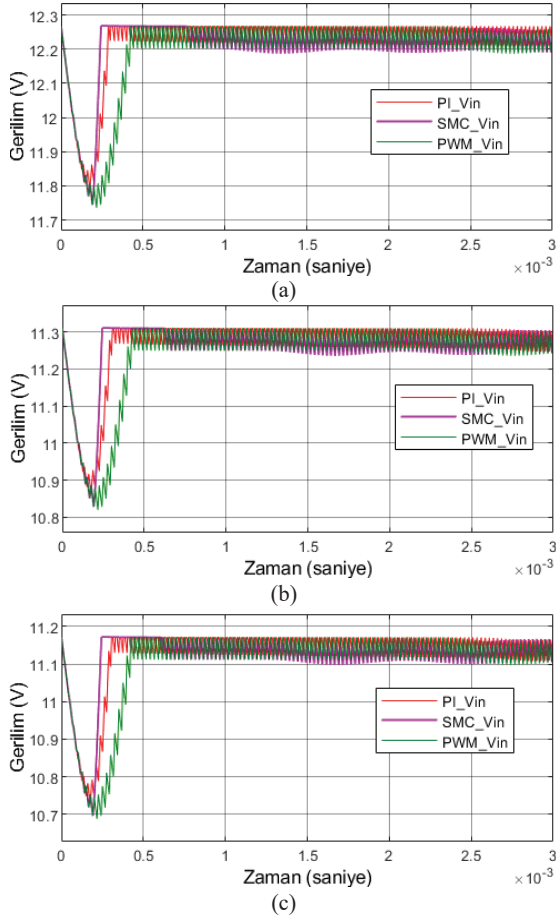 12.3
12.2
12.1
12
11.9
11.8
11.7
Gerilim (V)
PI_Vin
SMC_Vin
PWM_Vin
0 0.5 1 1.5 2 2.5 3
Zaman (saniye)
×10⁻³
(a)
11.3
11.2
11.1
11
10.9
10.8
Gerilim (V)
PI_Vin
SMC_Vin
PWM_Vin
0 0.5 1 1.5 2 2.5 3
Zaman (saniye)
×10⁻³
(b)
11.2
11.1
11
10.9
10.8
10.7
Gerilim (V)
PI_Vin
SMC_Vin
PWM_Vin
0 0.5 1 1.5 2 2.5 3
Zaman (saniye)
×10⁻³
(c)